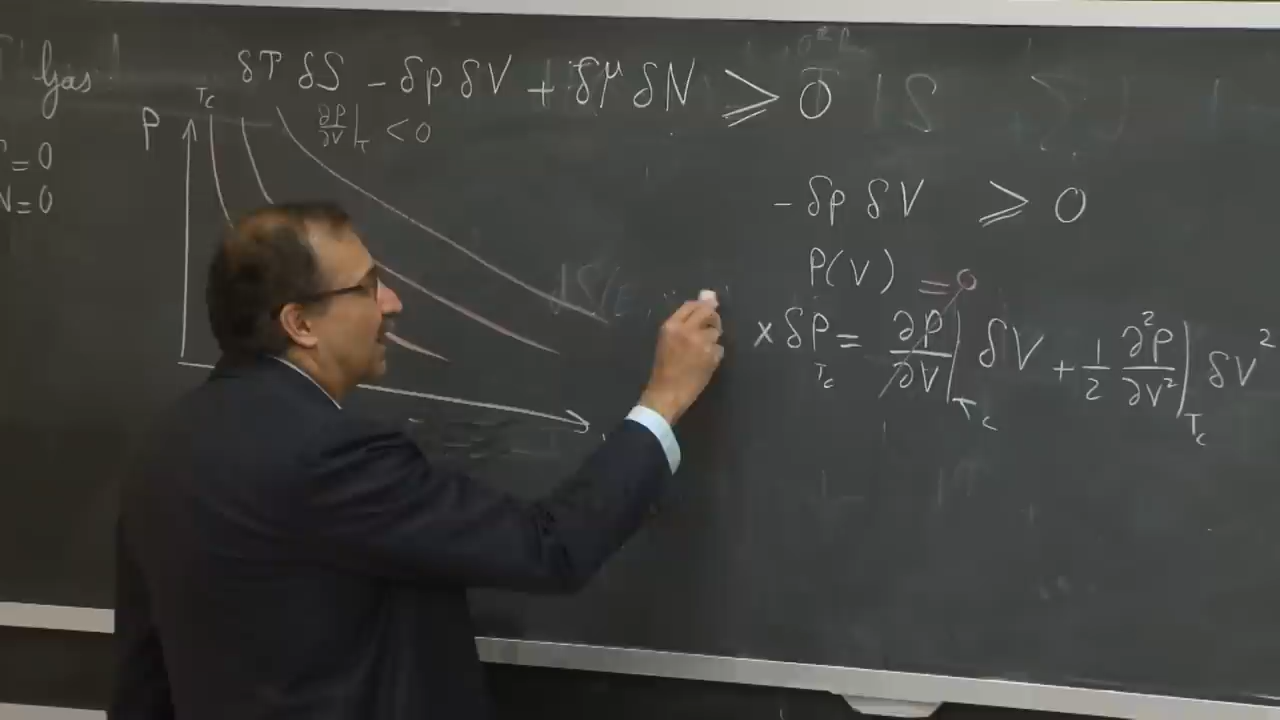 Gas
T = 0
N = 0
δT δS - δp δV + δμ δN ⩾ 0
T_c
P
∂P/∂V|_T < 0
- δp δV ⩾ 0
P(V)
= 0
x δP_{T_c} = ∂P/∂V|_{T_c} δV + 1/2 ∂²P/∂V²|_{T_c} δV²